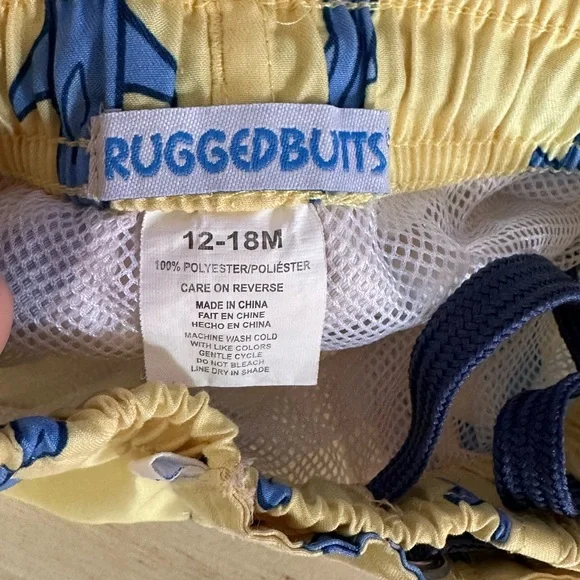 RUGGEDBUTTS
12-18M
100% POLYESTER/POLIÉSTER
CARE ON REVERSE
MADE IN CHINA
FAIT EN CHINE
HECHO EN CHINA
MACHINE WASH COLD
WITH LIKE COLORS
GENTLE CYCLE
DO NOT BLEACH
LINE DRY IN SHADE